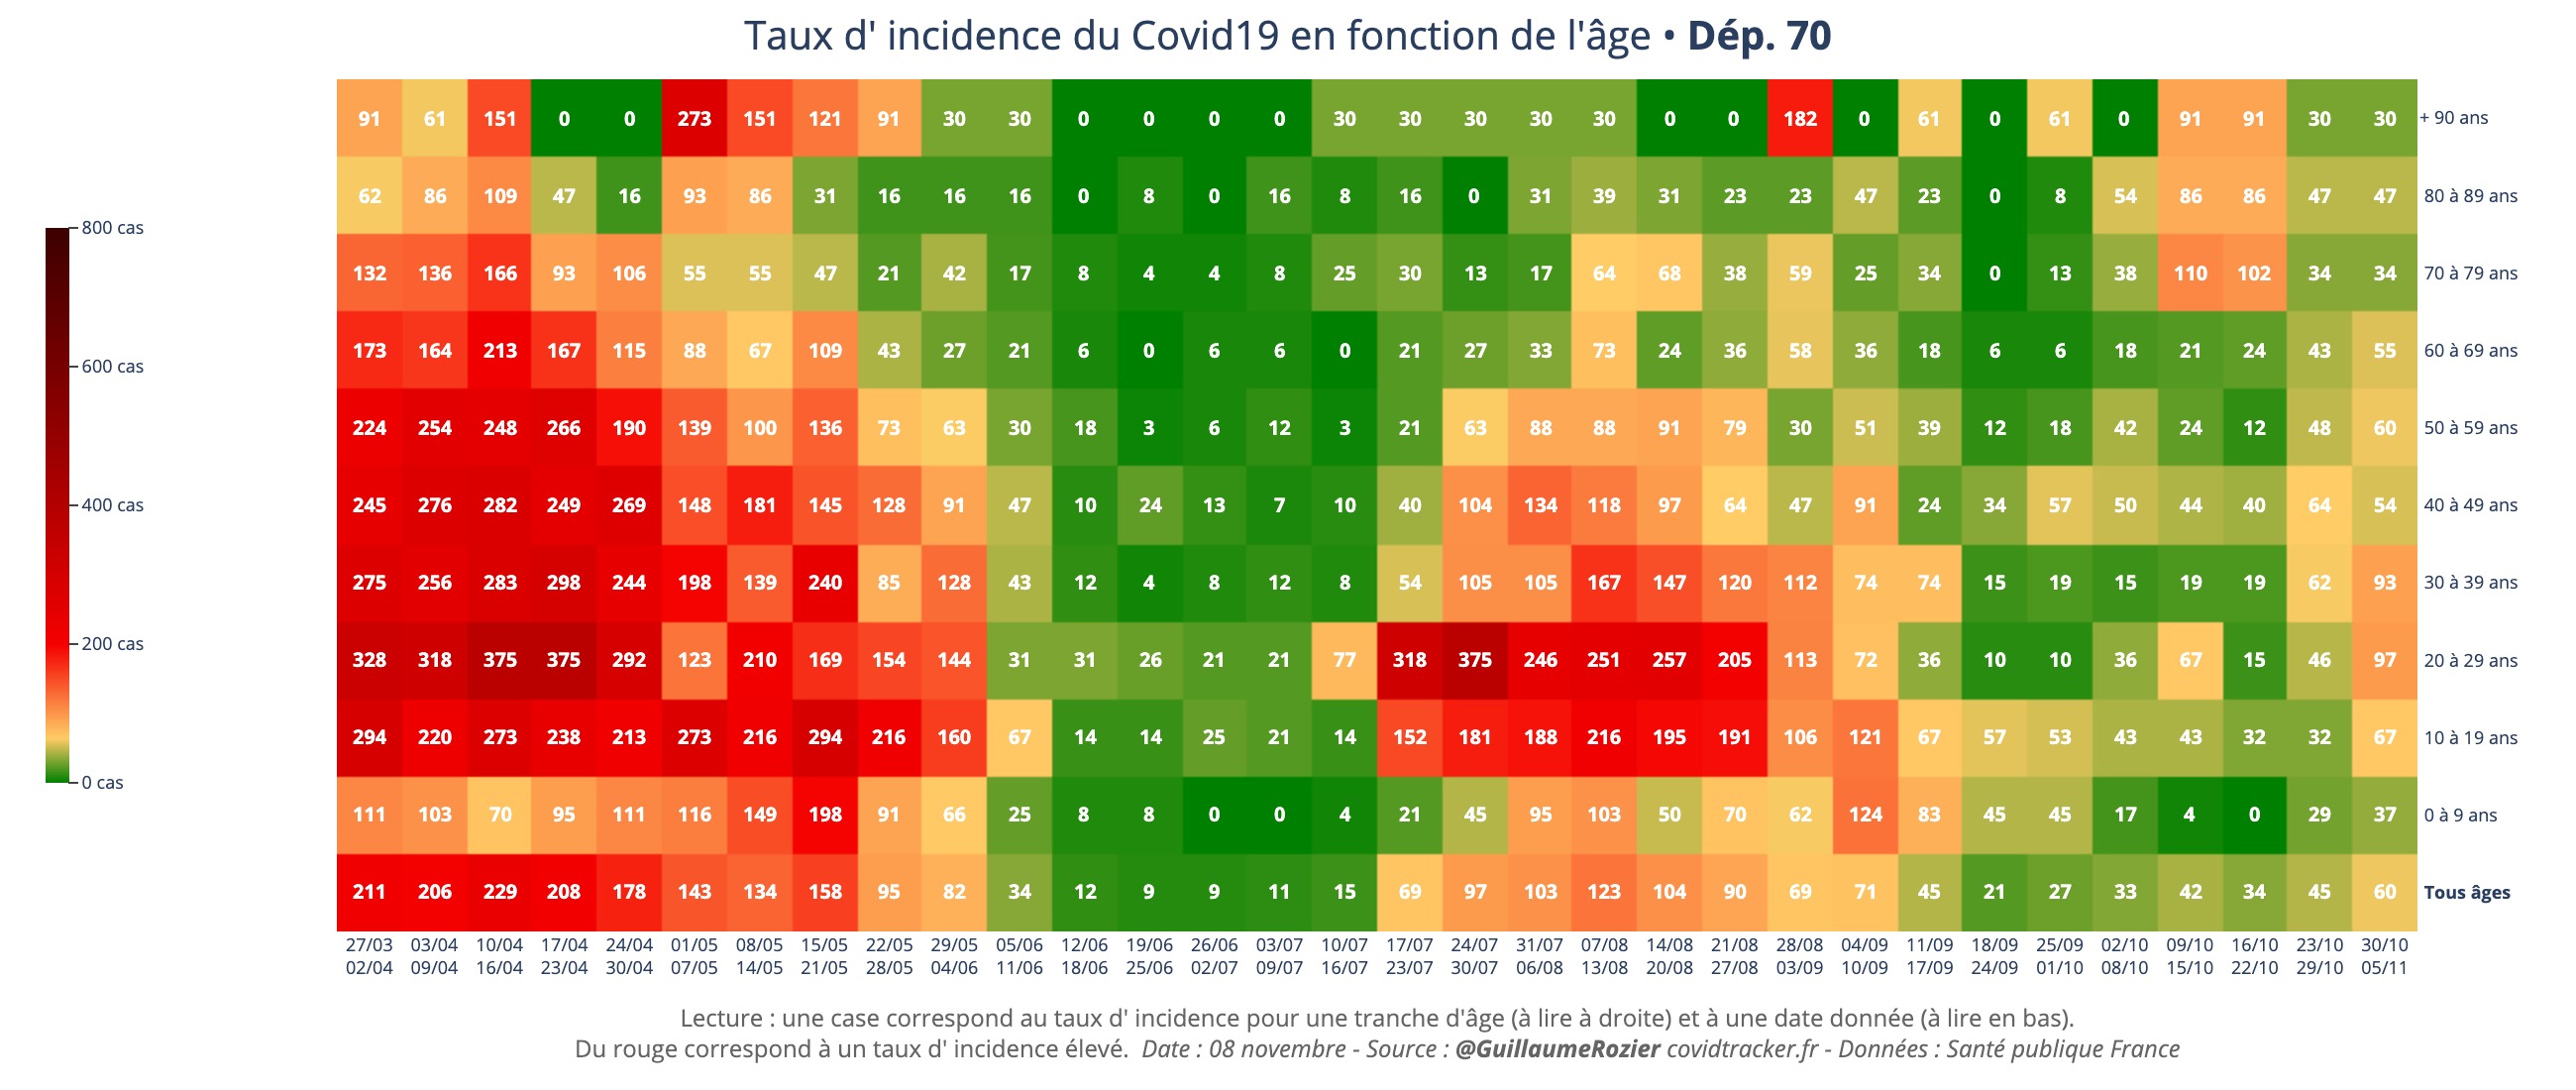 Taux d' incidence du Covid19 en fonction de l'âge • Dép. 70
91 61 151 0 0 273 151 121 91 30 30 0 0 0 0 30 30 30 30 30 0 0 182 0 61 0 61 0 91 91 30 30 + 90 ans
62 86 109 47 16 93 86 31 16 16 16 0 8 0 16 8 16 0 31 39 31 23 23 47 23 0 8 54 86 86 47 47 80 à 89 ans
800 cas
132 136 166 93 106 55 55 47 21 42 17 8 4 4 8 25 30 13 17 64 68 38 59 25 34 0 13 38 110 102 34 34 70 à 79 ans
173 164 213 167 115 88 67 109 43 27 21 6 0 6 6 0 21 27 33 73 24 36 58 36 18 6 6 18 21 24 43 55 60 à 69 ans
600 cas
224 254 248 266 190 139 100 136 73 63 30 18 3 6 12 3 21 63 88 88 91 79 30 51 39 12 18 42 24 12 48 60 50 à 59 ans
400 cas
245 276 282 249 269 148 181 145 128 91 47 10 24 13 7 10 40 104 134 118 97 64 47 91 24 34 57 50 44 40 64 54 40 à 49 ans
275 256 283 298 244 198 139 240 85 128 43 12 4 8 12 8 54 105 105 167 147 120 112 74 74 15 19 15 19 19 62 93 30 à 39 ans
200 cas
328 318 375 375 292 123 210 169 154 144 31 31 26 21 21 77 318 375 246 251 257 205 113 72 36 10 10 36 67 15 46 97 20 à 29 ans
294 220 273 238 213 273 216 294 216 160 67 14 14 25 21 14 152 181 188 216 195 191 106 121 67 57 53 43 43 32 32 67 10 à 19 ans
0 cas
111 103 70 95 111 116 149 198 91 66 25 8 8 0 0 4 21 45 95 103 50 70 62 124 83 45 45 17 4 0 29 37 0 à 9 ans
211 206 229 208 178 143 134 158 95 82 34 12 9 9 11 15 69 97 103 123 104 90 69 71 45 21 27 33 42 34 45 60 Tous âges
27/03 03/04 10/04 17/04 24/04 01/05 08/05 15/05 22/05 29/05 05/06 12/06 19/06 26/06 03/07 10/07 17/07 24/07 31/07 07/08 14/08 21/08 28/08 04/09 11/09 18/09 25/09 02/10 09/10 16/10 23/10 30/10
02/04 09/04 16/04 23/04 30/04 07/05 14/05 21/05 28/05 04/06 11/06 18/06 25/06 02/07 09/07 16/07 23/07 30/07 06/08 13/08 20/08 27/08 03/09 10/09 17/09 24/09 01/10 08/10 15/10 22/10 29/10 05/11
Lecture : une case correspond au taux d' incidence pour une tranche d'âge (à lire à droite) et à une date donnée (à lire en bas).
Du rouge correspond à un taux d' incidence élevé. Date : 08 novembre - Source : @GuillaumeRozier covidtracker.fr - Données : Santé publique France